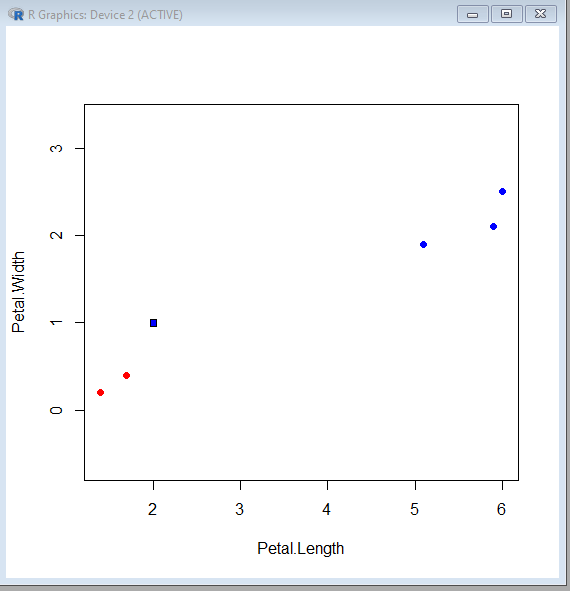 R Graphics: Device 2 (ACTIVE)
3
2
1
0
Petal.Width
2 3 4 5 6
Petal.Length